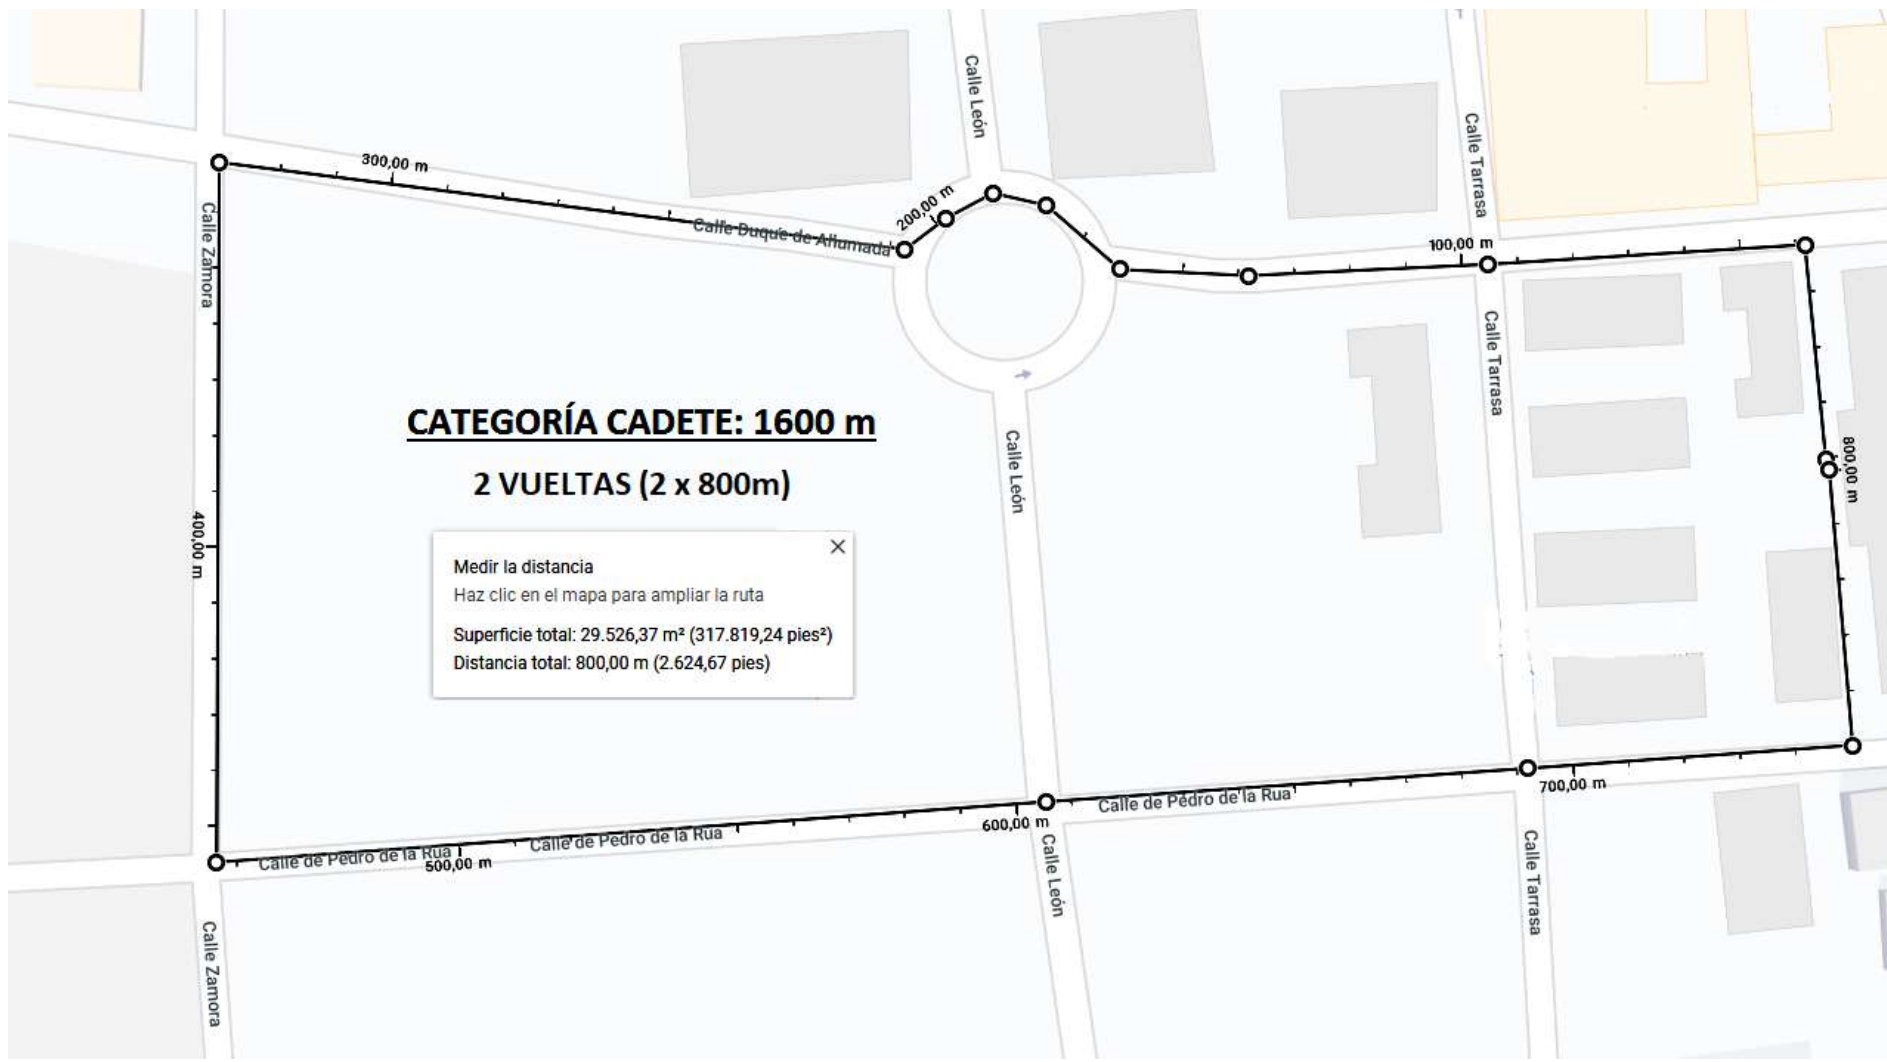 Calle León
Calle Tarrasa
300,00 m
200,00 m
Calle Duque de Ahumada
100,00 m
Calle Zamora
Calle Tarrasa
CATEGORÍA CADETE: 1600 m
2 VUELTAS (2 x 800m)
Calle León
800,00 m
400,00 m
Medir la distancia
Haz clic en el mapa para ampliar la ruta
Superficie total: 29.526,37 m² (317.819,24 pies²)
Distancia total: 800,00 m (2.624,67 pies)
Calle de Pedro de la Rua
500,00 m
Calle de Pedro de la Rua
600,00 m
Calle de Pedro de la Rua
700,00 m
Calle León
Calle Tarrasa
Calle Zamora